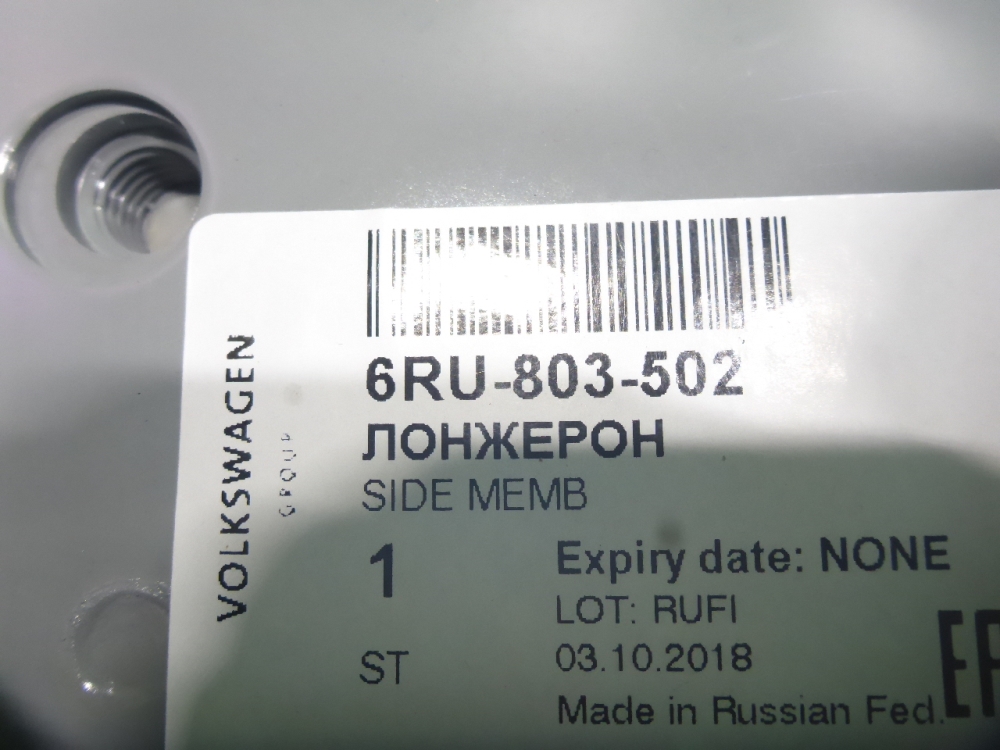 VOLKSWAGEN
GROUP
6RU-803-502
ЛОНЖЕРОН
SIDE MEMB
1
ST
Expiry date: NONE
LOT: RUFI
03.10.2018
Made in Russian Fed.